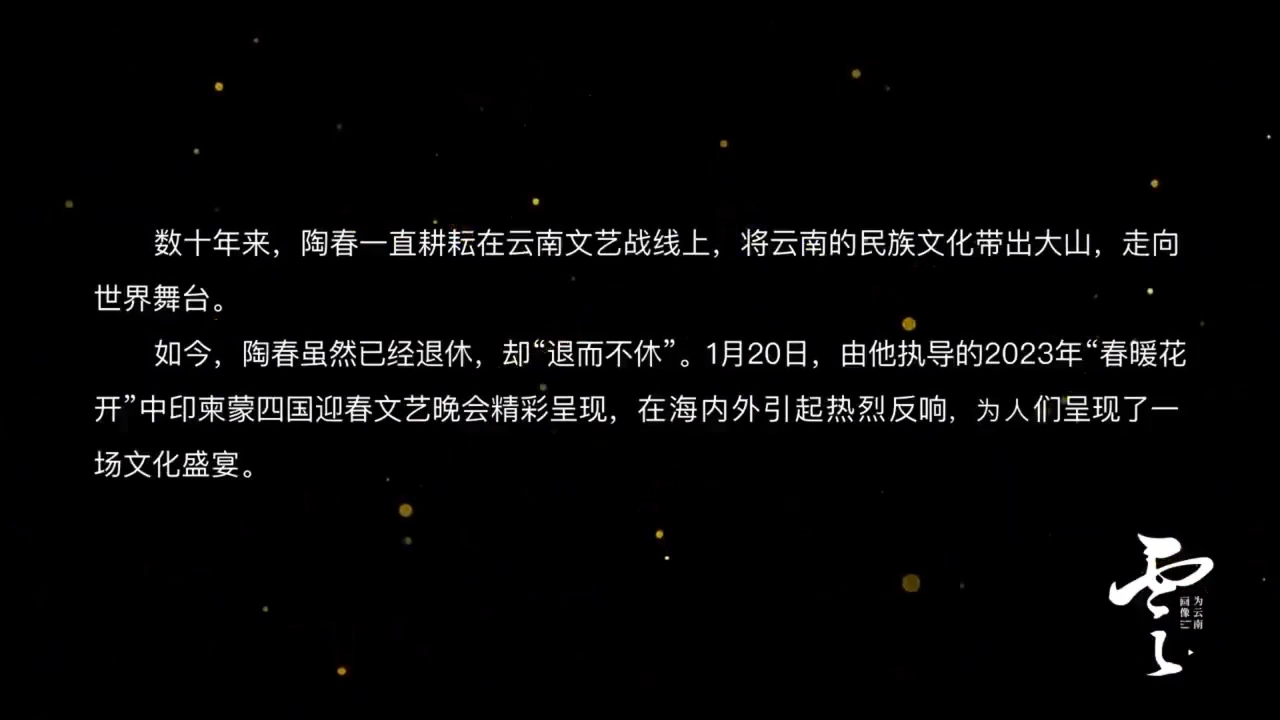 数十年来，陶春一直耕耘在云南文艺战线上，将云南的民族文化带出大山，走向
世界舞台。
如今，陶春虽然已经退休，却“退而不休”。1月20日，由他执导的2023年“春暖花
开”中印柬蒙四国迎春文艺晚会精彩呈现，在海内外引起热烈反响，为人们呈现了一
场文化盛宴。
为云南
画像